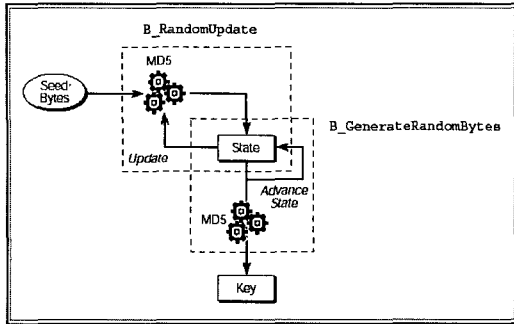 B_RandomUpdate
MD5
Seed-
Bytes
B_GenerateRandomBytes
State
Update
Advance
State
MD5
Key